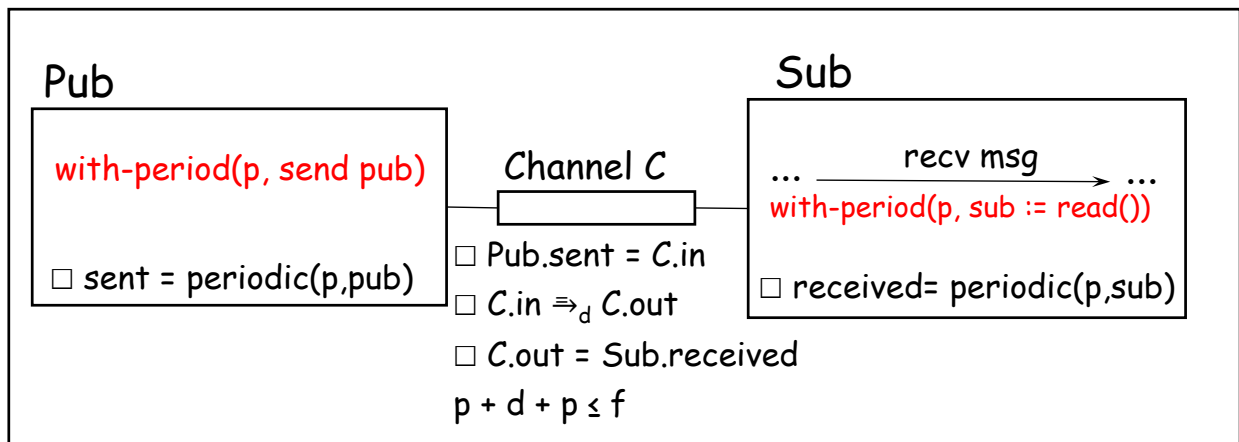 Pub
with-period(p, send pub)
□ sent = periodic(p,pub)
Channel C
□ Pub.sent = C.in
□ C.in ⇛d C.out
□ C.out = Sub.received
p + d + p ≤ f
Sub
... recv msg ...
with-period(p, sub := read())
□ received= periodic(p,sub)